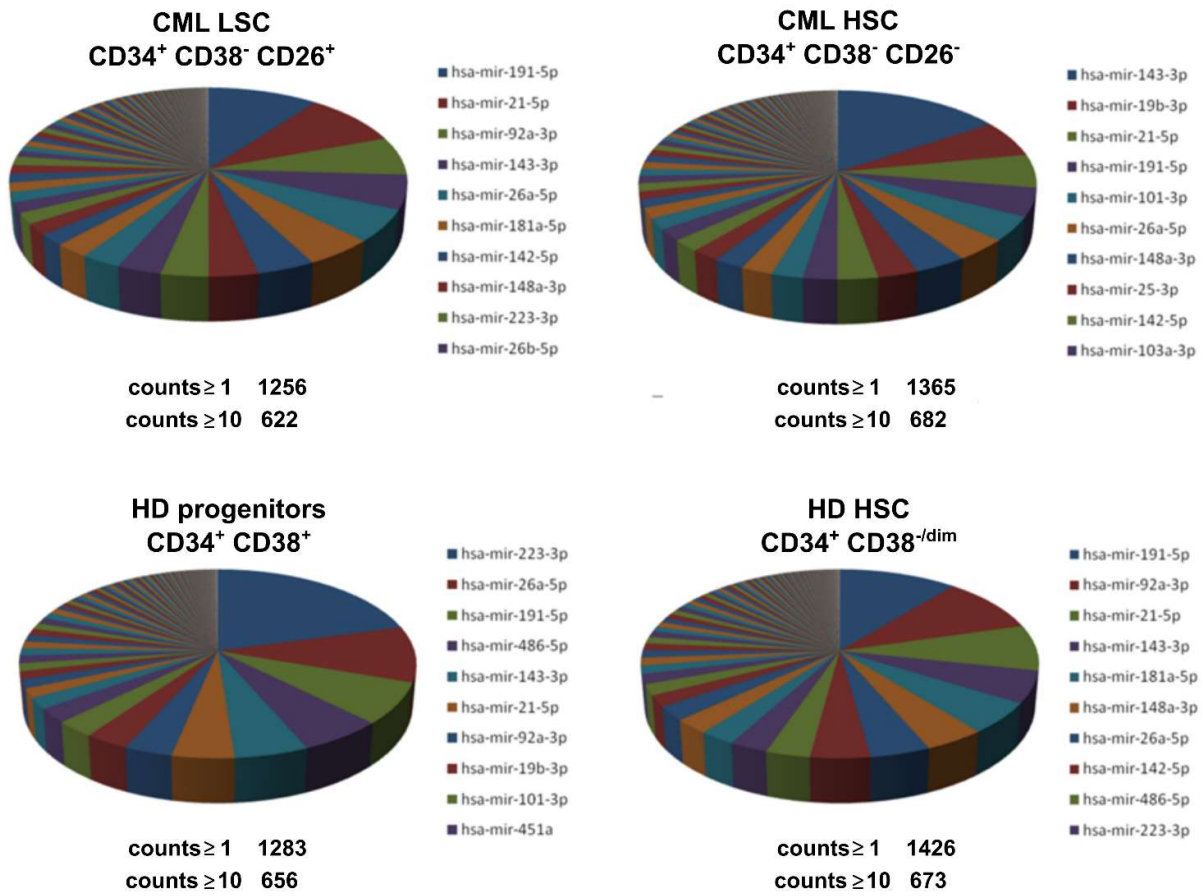 CML LSC
CD34⁺ CD38⁻ CD26⁺
hsa-mir-191-5p
hsa-mir-21-5p
hsa-mir-92a-3p
hsa-mir-143-3p
hsa-mir-26a-5p
hsa-mir-181a-5p
hsa-mir-142-5p
hsa-mir-148a-3p
hsa-mir-223-3p
hsa-mir-26b-5p
counts ≥ 1 1256
counts ≥ 10 622
CML HSC
CD34⁺ CD38⁻ CD26⁻
hsa-mir-143-3p
hsa-mir-19b-3p
hsa-mir-21-5p
hsa-mir-191-5p
hsa-mir-101-3p
hsa-mir-26a-5p
hsa-mir-148a-3p
hsa-mir-25-3p
hsa-mir-142-5p
hsa-mir-103a-3p
counts ≥ 1 1365
counts ≥ 10 682
HD progenitors
CD34⁺ CD38⁺
hsa-mir-223-3p
hsa-mir-26a-5p
hsa-mir-191-5p
hsa-mir-486-5p
hsa-mir-143-3p
hsa-mir-21-5p
hsa-mir-92a-3p
hsa-mir-19b-3p
hsa-mir-101-3p
hsa-mir-451a
counts ≥ 1 1283
counts ≥ 10 656
HD HSC
CD34⁺ CD38⁻/dim
hsa-mir-191-5p
hsa-mir-92a-3p
hsa-mir-21-5p
hsa-mir-143-3p
hsa-mir-181a-5p
hsa-mir-148a-3p
hsa-mir-26a-5p
hsa-mir-142-5p
hsa-mir-486-5p
hsa-mir-223-3p
counts ≥ 1 1426
counts ≥ 10 673